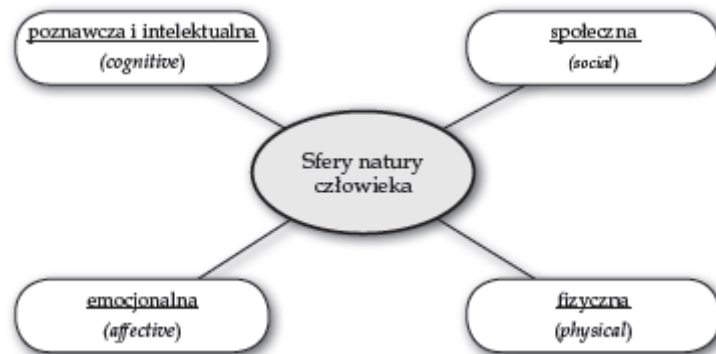 poznawcza i intelektualna
(cognitive)
społeczna
(social)
Sfery natury
człowieka
emocjonalna
(affective)
fizyczna
(physical)